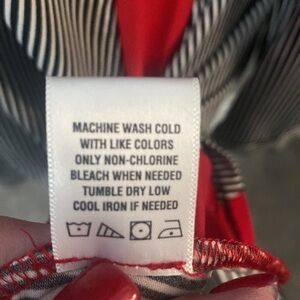 MACHINE WASH COLD
WITH LIKE COLORS
ONLY NON-CHLORINE
BLEACH WHEN NEEDED
TUMBLE DRY LOW
COOL IRON IF NEEDED